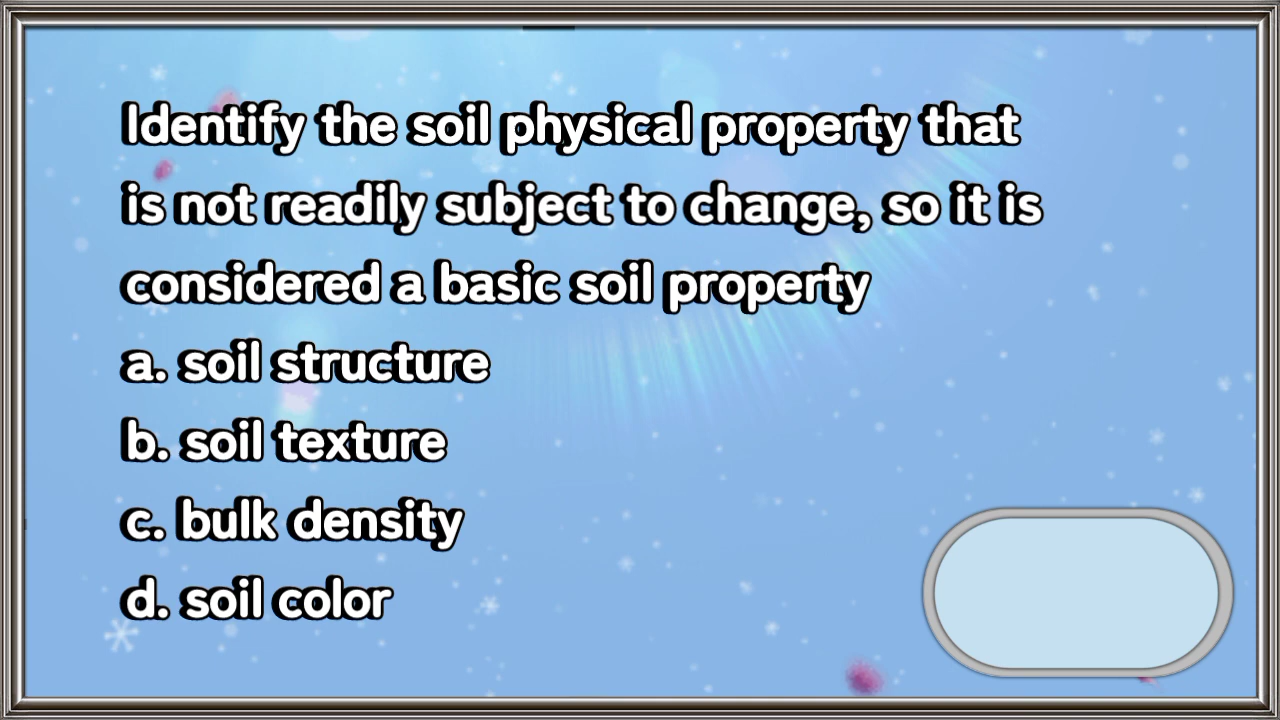 Identify the soil physical property that
is not readily subject to change, so it is
considered a basic soil property
a. soil structure
b. soil texture
c. bulk density
d. soil color